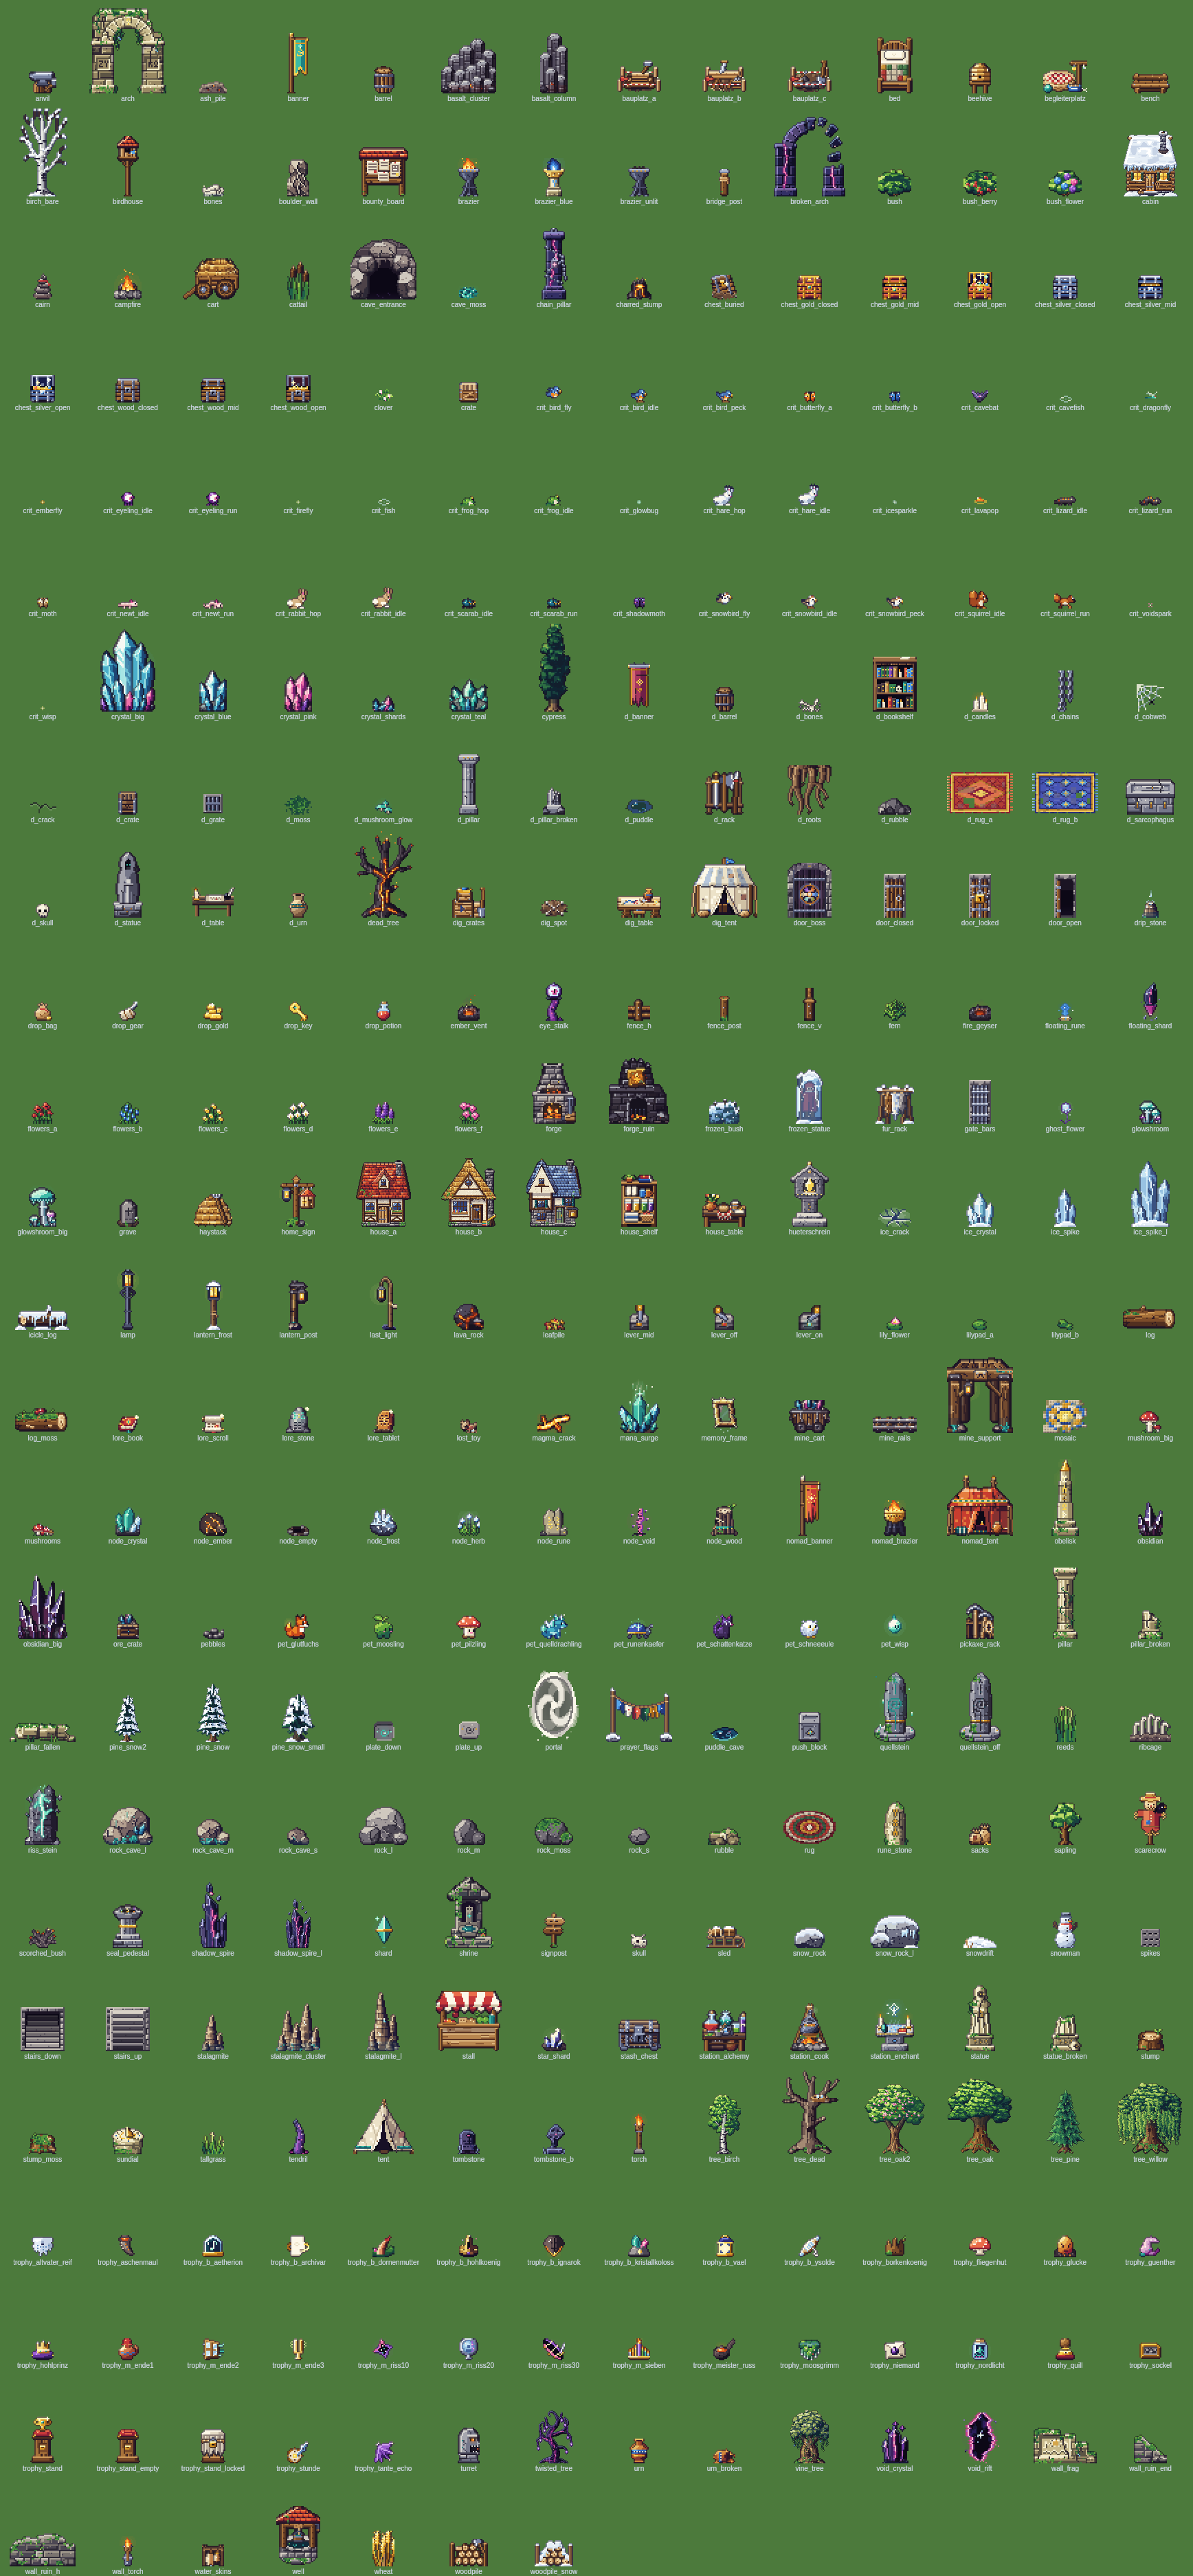 anvil arch ash_pile banner barrel basalt_cluster basalt_column bauplatz_a bauplatz_b bauplatz_c bed beehive begleiterplatz bench
birch_bare birdhouse bones boulder_wall bounty_board brazier brazier_blue brazier_unlit bridge_post broken_arch bush bush_berry bush_flower cabin
cairn campfire cart cattail cave_entrance cave_moss chain_pillar charred_stump chest_buried chest_gold_closed chest_gold_mid chest_gold_open chest_silver_closed chest_silver_mid
chest_silver_open chest_wood_closed chest_wood_mid chest_wood_open clover crate crit_bird_fly crit_bird_idle crit_bird_peck crit_butterfly_a crit_butterfly_b crit_cavebat crit_cavefish crit_dragonfly
crit_emberfly crit_eyeling_idle crit_eyeling_run crit_firefly crit_fish crit_frog_hop crit_frog_idle crit_glowbug crit_hare_hop crit_hare_idle crit_icesparkle crit_lavapop crit_lizard_idle crit_lizard_run
crit_moth crit_newt_idle crit_newt_run crit_rabbit_hop crit_rabbit_idle crit_scarab_idle crit_scarab_run crit_shadowmoth crit_snowbird_fly crit_snowbird_idle crit_snowbird_peck crit_squirrel_idle crit_squirrel_run crit_voidspark
crit_wisp crystal_big crystal_blue crystal_pink crystal_shards crystal_teal cypress d_banner d_barrel d_bones d_bookshelf d_candles d_chains d_cobweb
d_crack d_crate d_grate d_moss d_mushroom_glow d_pillar d_pillar_broken d_puddle d_rack d_roots d_rubble d_rug_a d_rug_b d_sarcophagus
d_skull d_statue d_table d_urn dead_tree dig_crates dig_spot dig_table dig_tent door_boss door_closed door_locked door_open drip_stone
drop_bag drop_gear drop_gold drop_key drop_potion ember_vent eye_stalk fence_h fence_post fence_v fern fire_geyser floating_rune floating_shard
flowers_a flowers_b flowers_c flowers_d flowers_e flowers_f forge forge_ruin frozen_bush frozen_statue fur_rack gate_bars ghost_flower glowshroom
glowshroom_big grave haystack home_sign house_a house_b house_c house_shelf house_table hueterschrein ice_crack ice_crystal ice_spike ice_spike_l
icicle_log lamp lantern_frost lantern_post last_light lava_rock leafpile lever_mid lever_off lever_on lily_flower lilypad_a lilypad_b log
log_moss lore_book lore_scroll lore_stone lore_tablet lost_toy magma_crack mana_surge memory_frame mine_cart mine_rails mine_support mosaic mushroom_big
mushrooms node_crystal node_ember node_empty node_frost node_herb node_rune node_void node_wood nomad_banner nomad_brazier nomad_tent obelisk obsidian
obsidian_big ore_crate pebbles pet_glutfuchs pet_moosling pet_pilzling pet_quelldrachling pet_runenkaefer pet_schattenkatze pet_schneeeule pet_wisp pickaxe_rack pillar pillar_broken
pillar_fallen pine_snow2 pine_snow pine_snow_small plate_down plate_up portal prayer_flags puddle_cave push_block quellstein quellstein_off reeds ribcage
riss_stein rock_cave_l rock_cave_m rock_cave_s rock_l rock_m rock_moss rock_s rubble rug rune_stone sacks sapling scarecrow
scorched_bush seal_pedestal shadow_spire shadow_spire_l shard shrine signpost skull sled snow_rock snow_rock_l snowdrift snowman spikes
stairs_down stairs_up stalagmite stalagmite_cluster stalagmite_l stall star_shard stash_chest station_alchemy station_cook station_enchant statue statue_broken stump
stump_moss sundial tallgrass tendril tent tombstone tombstone_b torch tree_birch tree_dead tree_oak2 tree_oak tree_pine tree_willow
trophy_altvater_reif trophy_aschenmaul trophy_b_aetherion trophy_b_archivar trophy_b_dornenmutter trophy_b_hohlkoenig trophy_b_ignarok trophy_b_kristallkoloss trophy_b_vael trophy_b_ysolde trophy_borkenkoenig trophy_fliegenhut trophy_glucke trophy_guenther
trophy_hohlprinz trophy_m_ende1 trophy_m_ende2 trophy_m_ende3 trophy_m_riss10 trophy_m_riss20 trophy_m_riss30 trophy_m_sieben trophy_meister_russ trophy_moosgrimm trophy_niemand trophy_nordlicht trophy_quill trophy_sockel
trophy_stand trophy_stand_empty trophy_stand_locked trophy_stunde trophy_tante_echo turret twisted_tree urn urn_broken vine_tree void_crystal void_rift wall_frag wall_ruin_end
wall_ruin_h wall_torch water_skins well wheat woodpile woodpile_snow